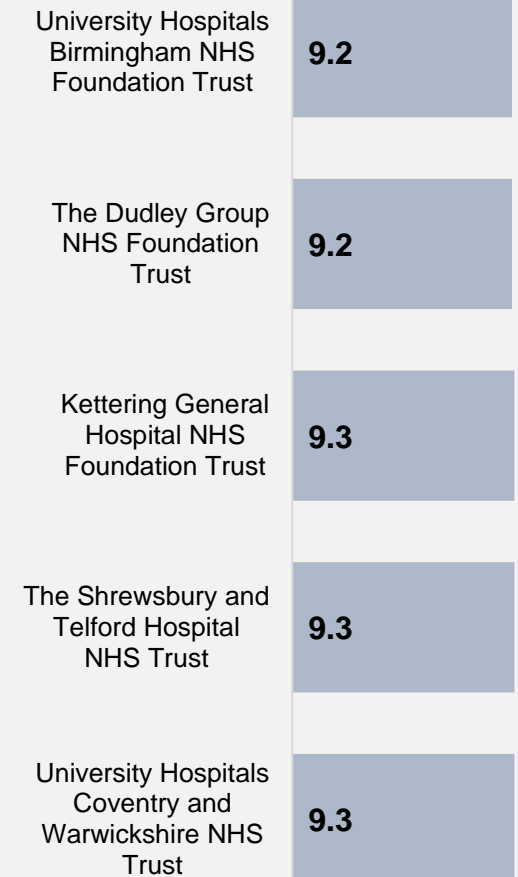 University Hospitals
Birmingham NHS
Foundation Trust
9.2
The Dudley Group
NHS Foundation
Trust
9.2
Kettering General
Hospital NHS
Foundation Trust
9.3
The Shrewsbury and
Telford Hospital
NHS Trust
9.3
University Hospitals
Coventry and
Warwickshire NHS
Trust
9.3